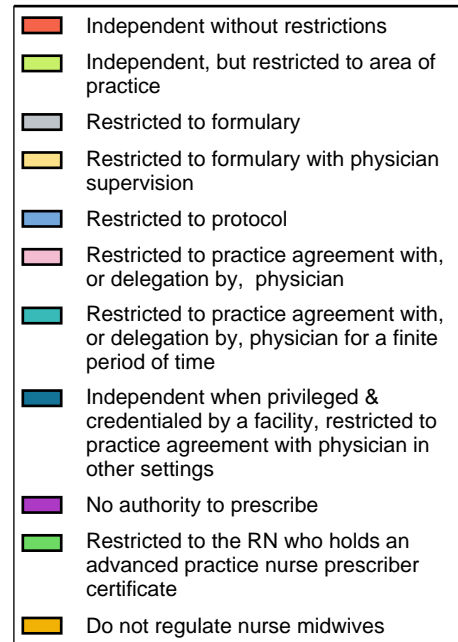 Independent without restrictions
Independent, but restricted to area of
practice
Restricted to formulary
Restricted to formulary with physician
supervision
Restricted to protocol
Restricted to practice agreement with,
or delegation by,  physician
Restricted to practice agreement with,
or delegation by, physician for a finite
period of time
Independent when privileged &
credentialed by a facility, restricted to
practice agreement with physician in
other settings
No authority to prescribe
Restricted to the RN who holds an
advanced practice nurse prescriber
certificate
Do not regulate nurse midwives